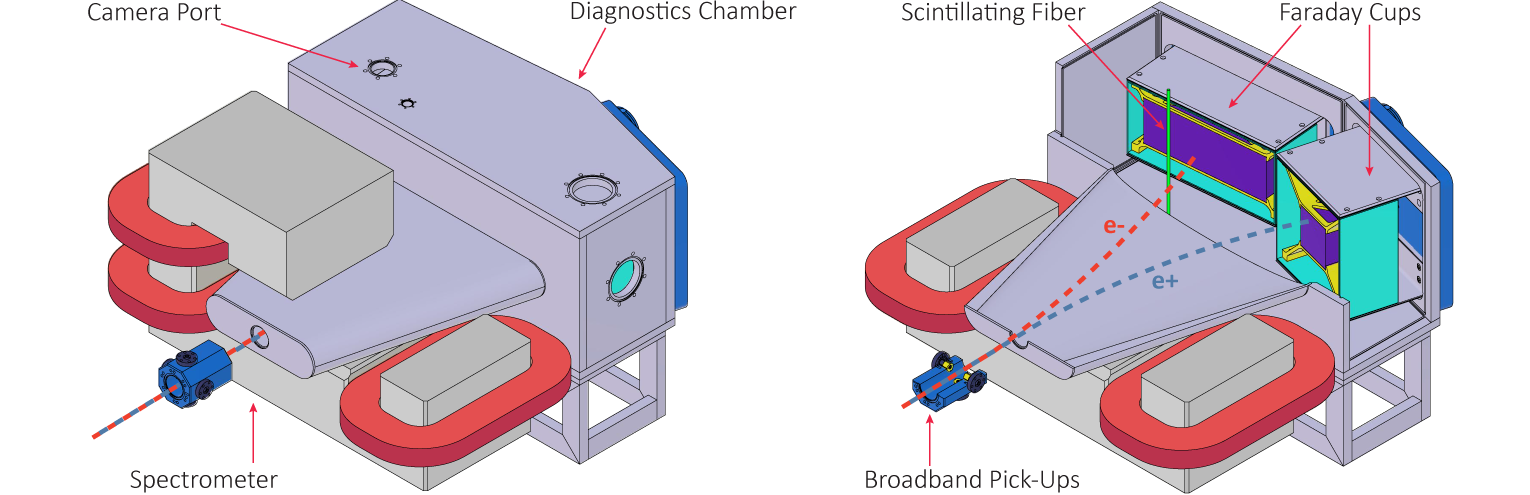 Camera Port
Diagnostics Chamber
Scintillating Fiber
Faraday Cups
e-
e+
Spectrometer
Broadband Pick-Ups